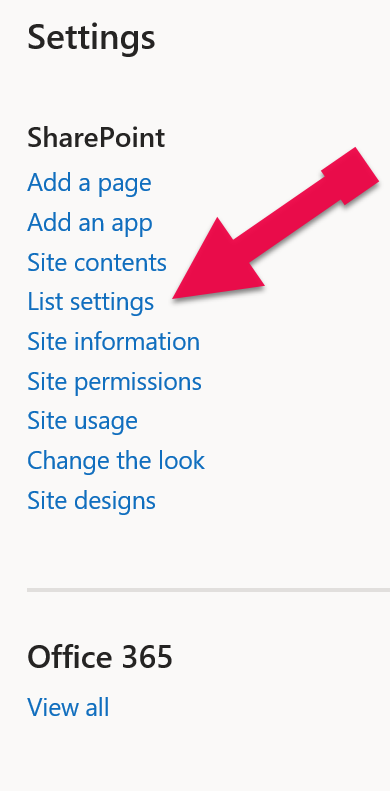 Settings
SharePoint
Add a page
Add an app
Site contents
List settings
Site information
Site permissions
Site usage
Change the look
Site designs
Office 365
View all